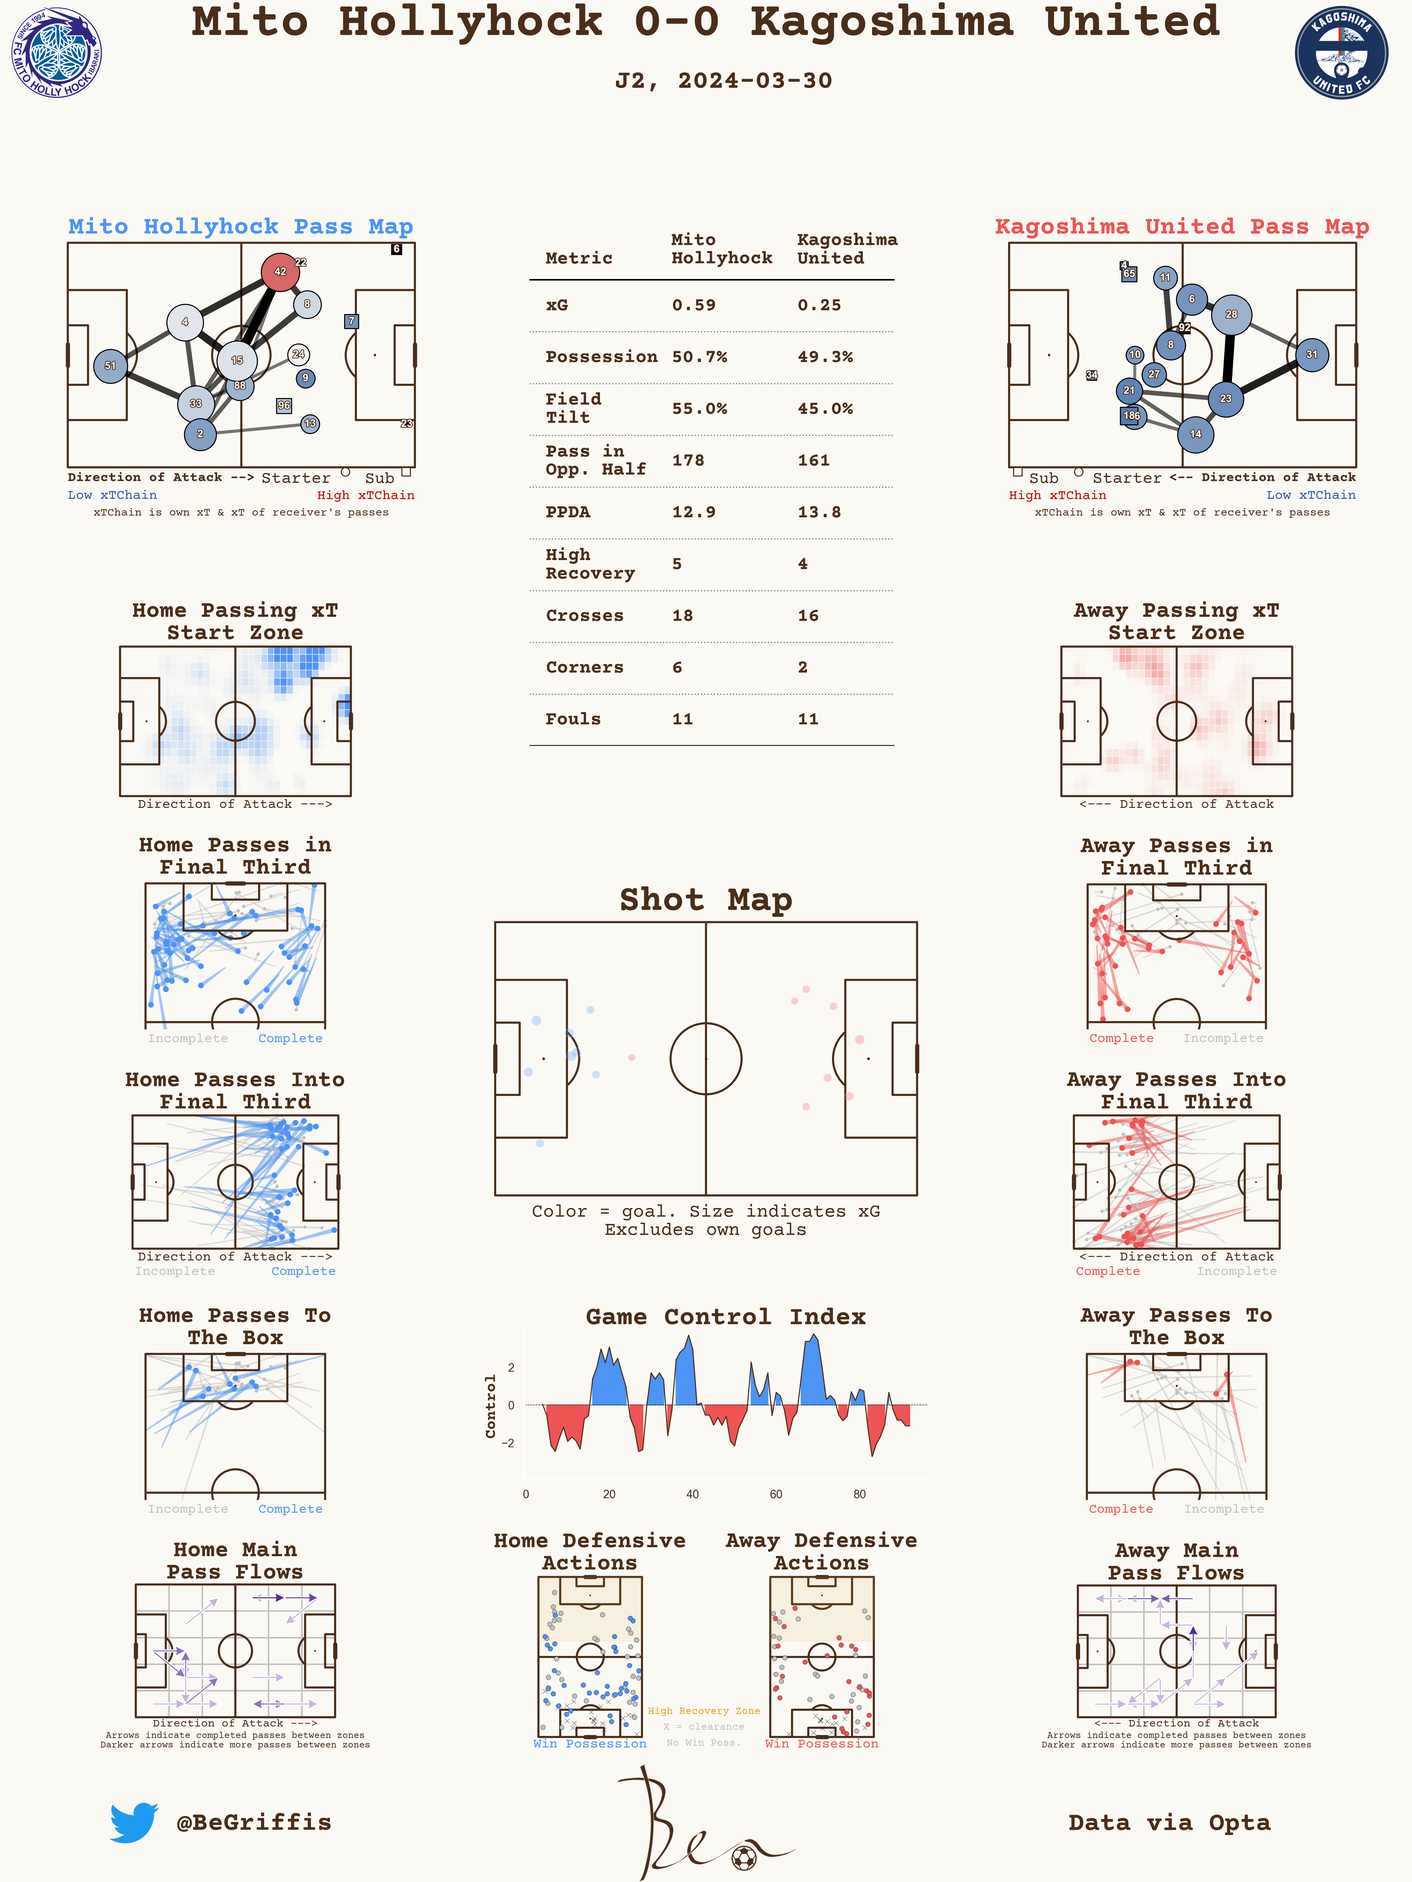 Mito Hollyhock 0-0 Kagoshima United
J2, 2024-03-30
SINCE 1994
FC MITO HOLLY HOCK
IBARAKI
KAGOSHIMA
UNITED FC
Mito Hollyhock Pass Map
6
42
22
8
4
7
15
24
51
88
9
33
96
2
13
23
Direction of Attack --> Starter Sub
Low xTChain High xTChain
xTChain is own xT & xT of receiver's passes
Metric Mito Hollyhock Kagoshima United
xG 0.59 0.25
Possession 50.7% 49.3%
Field Tilt 55.0% 45.0%
Pass in Opp. Half 178 161
PPDA 12.9 13.8
High Recovery 5 4
Crosses 18 16
Corners 6 2
Fouls 11 11
Kagoshima United Pass Map
4
65
11
6
28
92
8
10
31
34
27
21
23
18
6
14
Sub Starter <-- Direction of Attack
High xTChain Low xTChain
xTChain is own xT & xT of receiver's passes
Home Passing xT
Start Zone
Direction of Attack --->
Away Passing xT
Start Zone
<--- Direction of Attack
Home Passes in
Final Third
Incomplete Complete
Away Passes in
Final Third
Complete Incomplete
Shot Map
Color = goal. Size indicates xG
Excludes own goals
Home Passes Into
Final Third
Direction of Attack --->
Incomplete Complete
Away Passes Into
Final Third
<--- Direction of Attack
Complete Incomplete
Home Passes To
The Box
Incomplete Complete
Game Control Index
Control
2
0
−2
0 20 40 60 80
Away Passes To
The Box
Complete Incomplete
Home Main
Pass Flows
Direction of Attack --->
Arrows indicate completed passes between zones
Darker arrows indicate more passes between zones
Home Defensive
Actions
Win Possession
Away Defensive
Actions
Win Possession
High Recovery Zone
X = clearance
No Win Poss.
Away Main
Pass Flows
<--- Direction of Attack
Arrows indicate completed passes between zones
Darker arrows indicate more passes between zones
@BeGriffis
Ben
Data via Opta